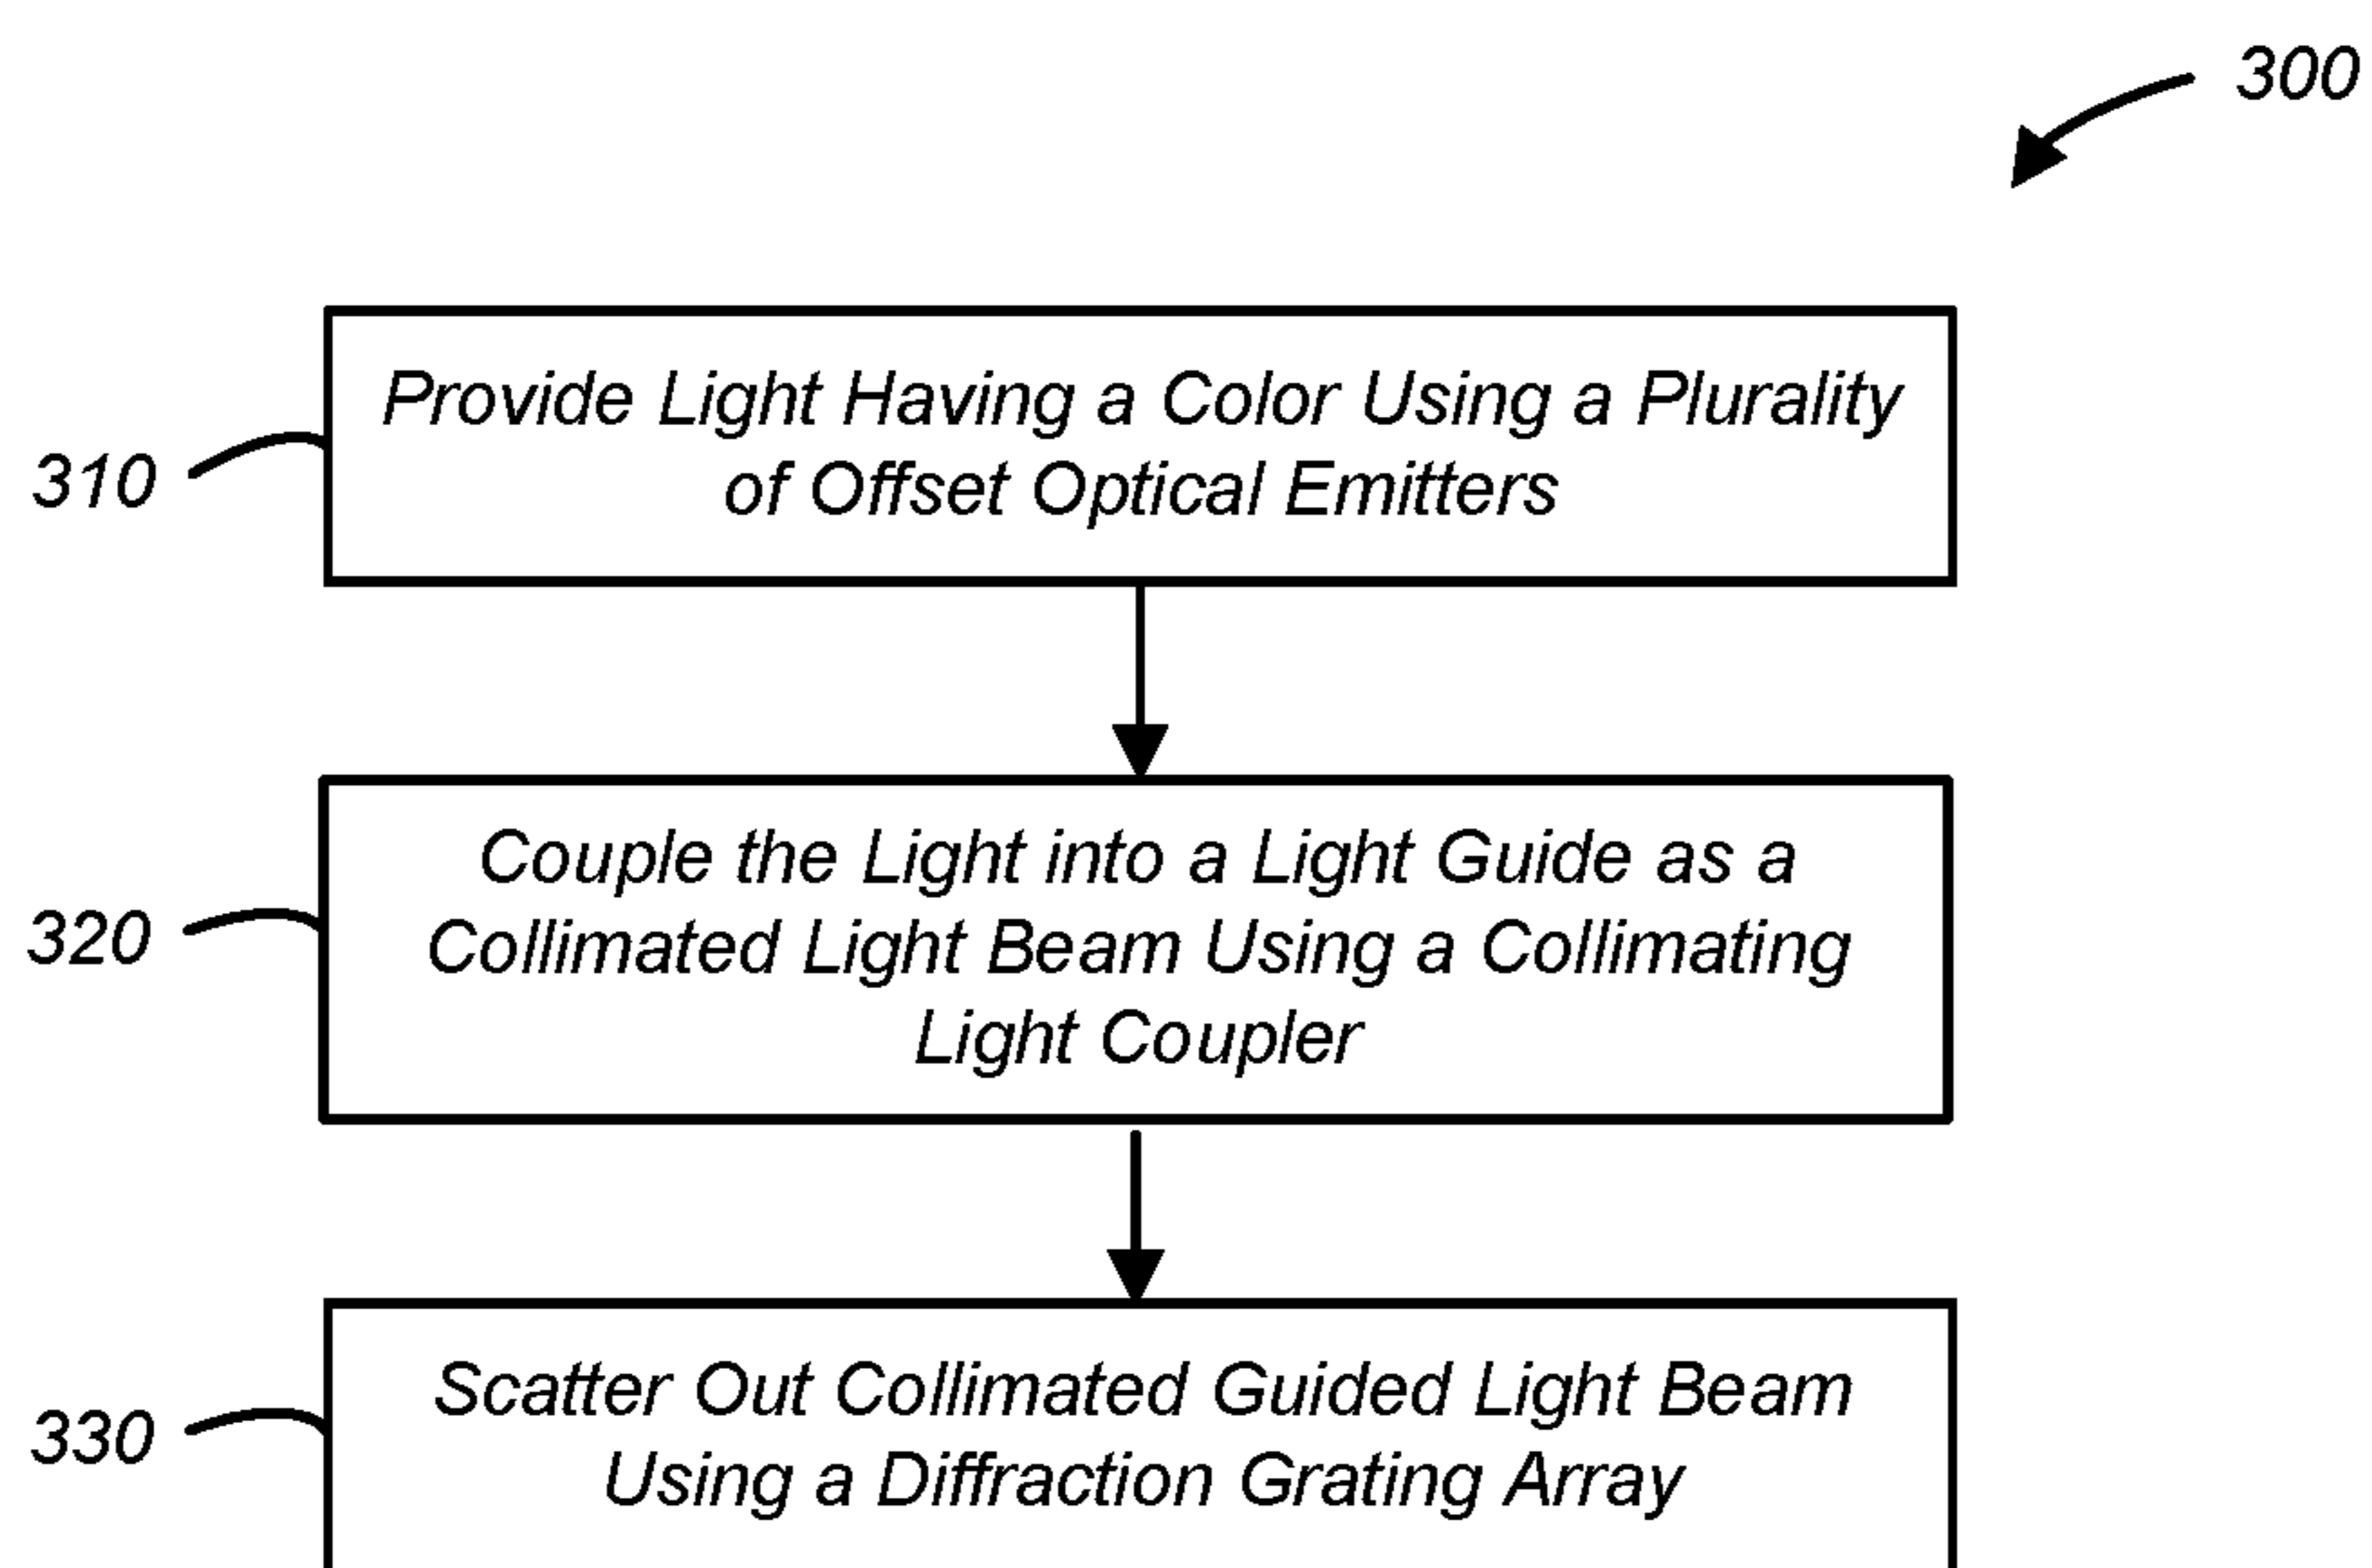 300
310
Provide Light Having a Color Using a Plurality
of Offset Optical Emitters
320
Couple the Light into a Light Guide as a
Collimated Light Beam Using a Collimating
Light Coupler
330
Scatter Out Collimated Guided Light Beam
Using a Diffraction Grating Array